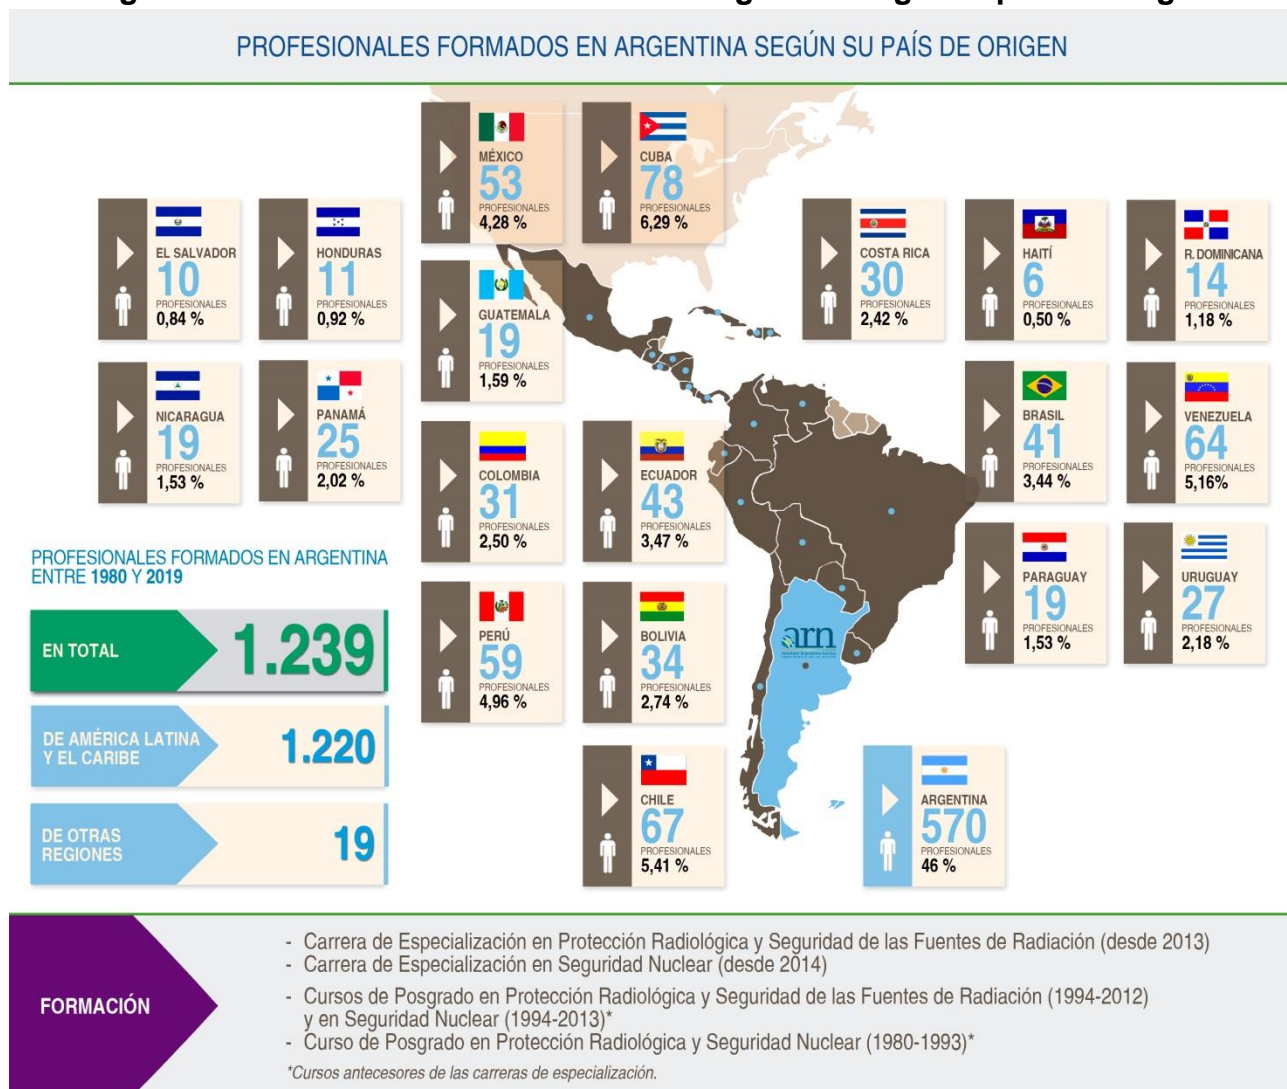 PROFESIONALES FORMADOS EN ARGENTINA SEGÚN SU PAÍS DE ORIGEN
MÉXICO
53
PROFESIONALES
4,28 %
CUBA
78
PROFESIONALES
6,29 %
EL SALVADOR
10
PROFESIONALES
0,84 %
HONDURAS
11
PROFESIONALES
0,92 %
GUATEMALA
19
PROFESIONALES
1,59 %
COSTA RICA
30
PROFESIONALES
2,42 %
HAITÍ
6
PROFESIONALES
0,50 %
R. DOMINICANA
14
PROFESIONALES
1,18 %
NICARAGUA
19
PROFESIONALES
1,53 %
PANAMÁ
25
PROFESIONALES
2,02 %
COLOMBIA
31
PROFESIONALES
2,50 %
ECUADOR
43
PROFESIONALES
3,47 %
BRASIL
41
PROFESIONALES
3,44 %
VENEZUELA
64
PROFESIONALES
5,16%
PERÚ
59
PROFESIONALES
4,96 %
BOLIVIA
34
PROFESIONALES
2,74 %
PARAGUAY
19
PROFESIONALES
1,53 %
URUGUAY
27
PROFESIONALES
2,18 %
arn
CHILE
67
PROFESIONALES
5,41 %
ARGENTINA
570
PROFESIONALES
46 %
PROFESIONALES FORMADOS EN ARGENTINA
ENTRE 1980 Y 2019
EN TOTAL
1.239
DE AMÉRICA LATINA
Y EL CARIBE
1.220
DE OTRAS
REGIONES
19
FORMACIÓN
- Carrera de Especialización en Protección Radiológica y Seguridad de las Fuentes de Radiación (desde 2013)
- Carrera de Especialización en Seguridad Nuclear (desde 2014)
- Cursos de Posgrado en Protección Radiológica y Seguridad de las Fuentes de Radiación (1994-2012)
y en Seguridad Nuclear (1994-2013)*
- Curso de Posgrado en Protección Radiológica y Seguridad Nuclear (1980-1993)*
*Cursos antecesores de las carreras de especialización.